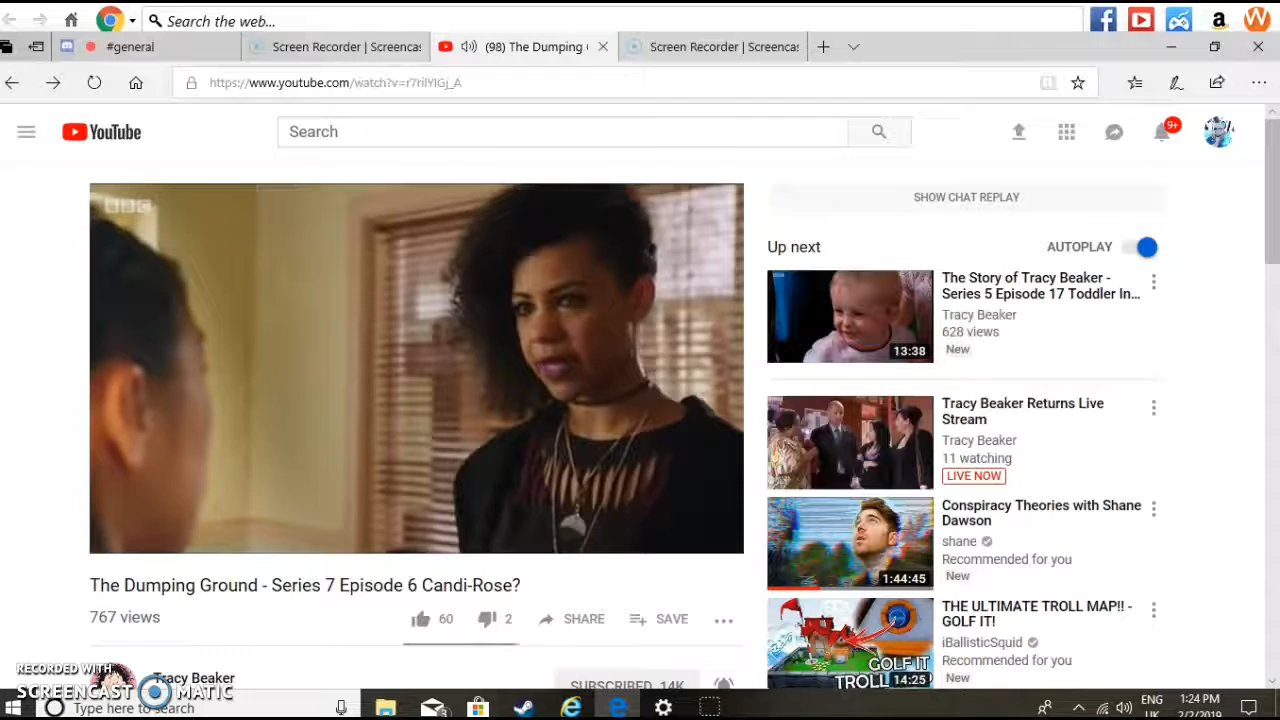 Search the web...
#general
Screen Recorder | Screencas
(98) The Dumping
Screen Recorder | Screencas
https://www.youtube.com/watch?v=r7rilYIGj_A
YouTube
Search
9+
BBC
SHOW CHAT REPLAY
Up next
AUTOPLAY
The Story of Tracy Beaker -
Series 5 Episode 17 Toddler In...
Tracy Beaker
628 views
New
13:38
Tracy Beaker Returns Live
Stream
Tracy Beaker
11 watching
LIVE NOW
Conspiracy Theories with Shane
Dawson
shane
Recommended for you
New
1:44:45
THE ULTIMATE TROLL MAP!! -
GOLF IT!
iBallisticSquid
Recommended for you
New
GOLF IT
TROLL
14:25
The Dumping Ground - Series 7 Episode 6 Candi-Rose?
767 views
60
2
SHARE
SAVE
Tracy Beaker
SUBSCRIBED 14K
RECORDED WITH
SCREENCAST MATIC
Type here to search
ENG
UK
1:24 PM
2/2/2019